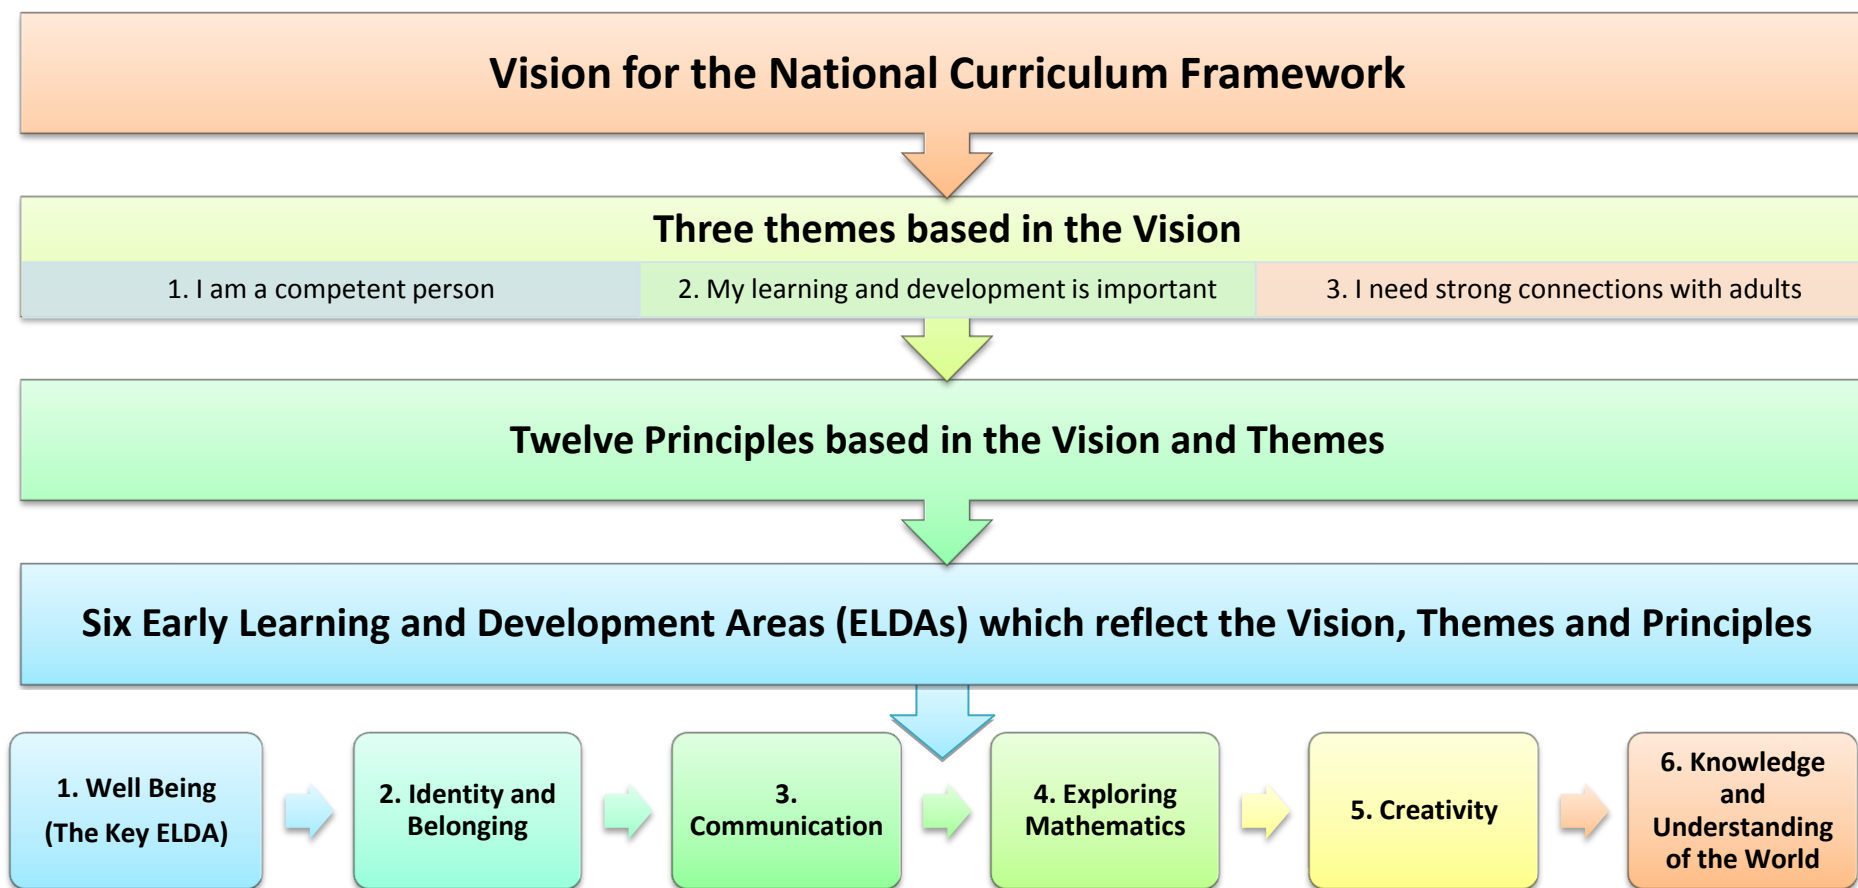 Vision for the National Curriculum Framework
Three themes based in the Vision
1. I am a competent person
2. My learning and development is important
3. I need strong connections with adults
Twelve Principles based in the Vision and Themes
Six Early Learning and Development Areas (ELDAs) which reflect the Vision, Themes and Principles
1. Well Being
(The Key ELDA)
2. Identity and
Belonging
3.
Communication
4. Exploring
Mathematics
5. Creativity
6. Knowledge
and
Understanding
of the World